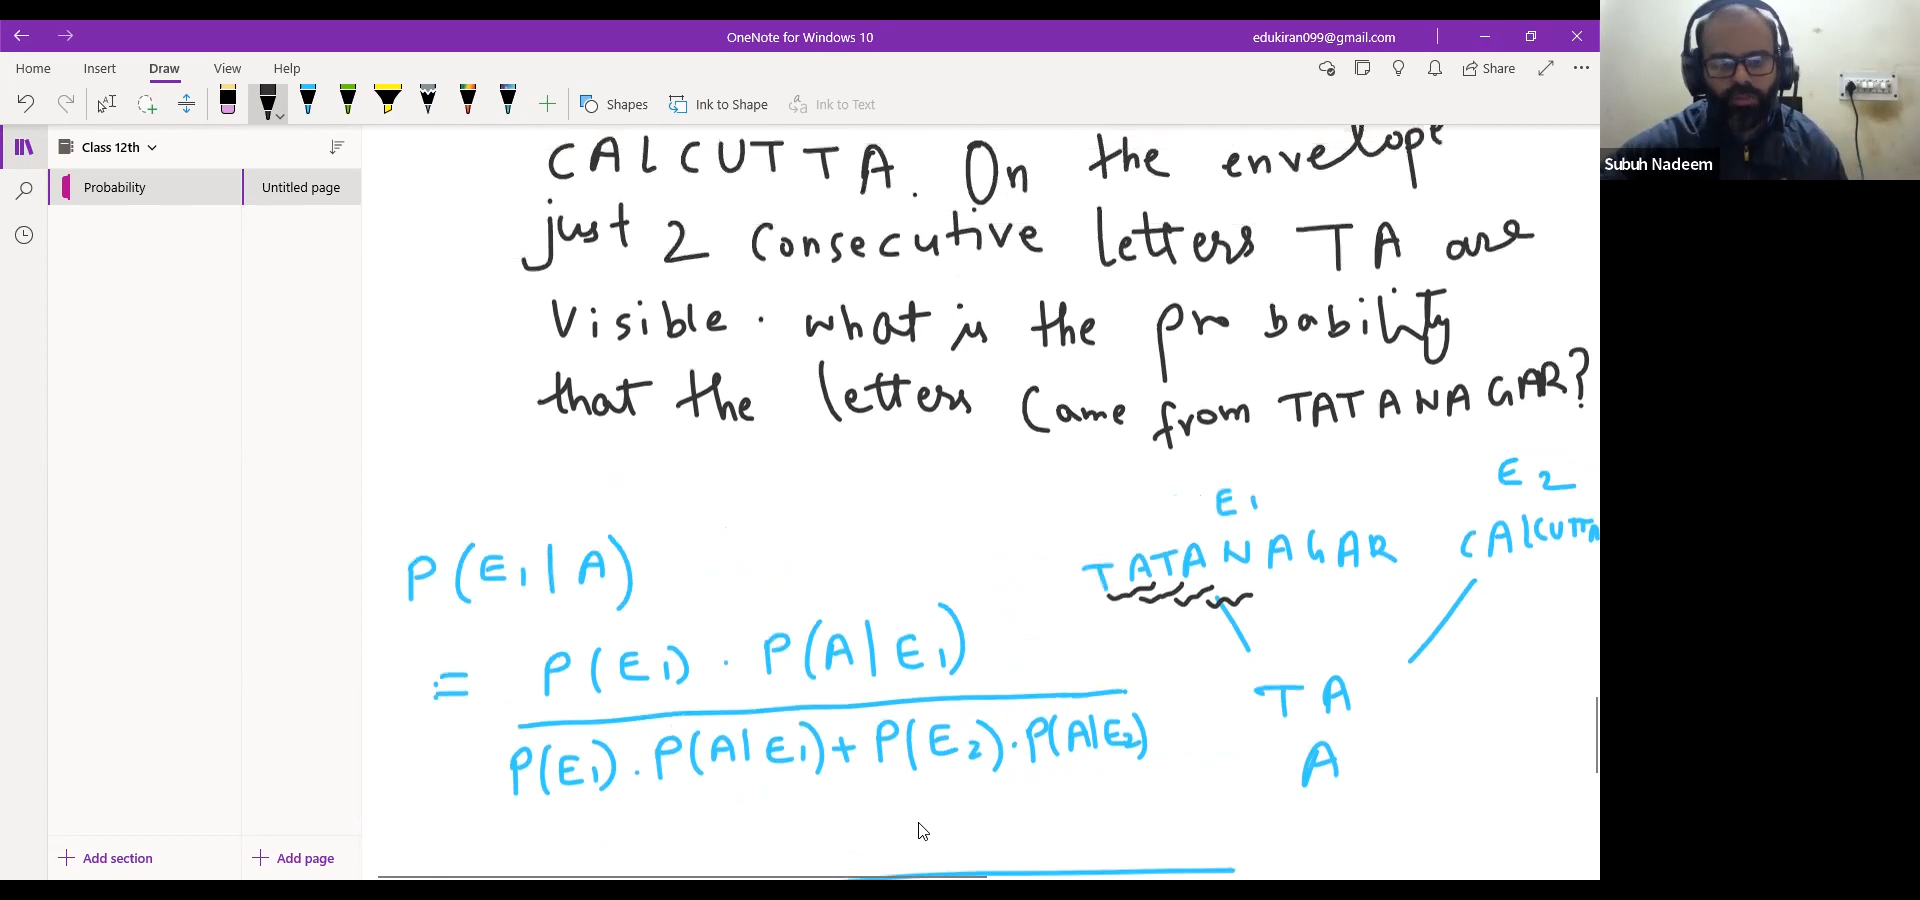 OneNote for Windows 10
edukiran099@gmail.com
Home Insert Draw View Help
Share
Shapes Ink to Shape Ink to Text
Class 12th
Probability
Untitled page
Subuh Nadeem
CALCUTTA. On the envelope
just 2 consecutive letters TA are
visible. what is the probability
that the letters came from TATANAGAR?
E1
E2
TATANAGAR
CALCUTTA
P(E1|A)
= P(E1) . P(A|E1)
P(E1) . P(A|E1) + P(E2) . P(A|E2)
TA
A
Add section
Add page